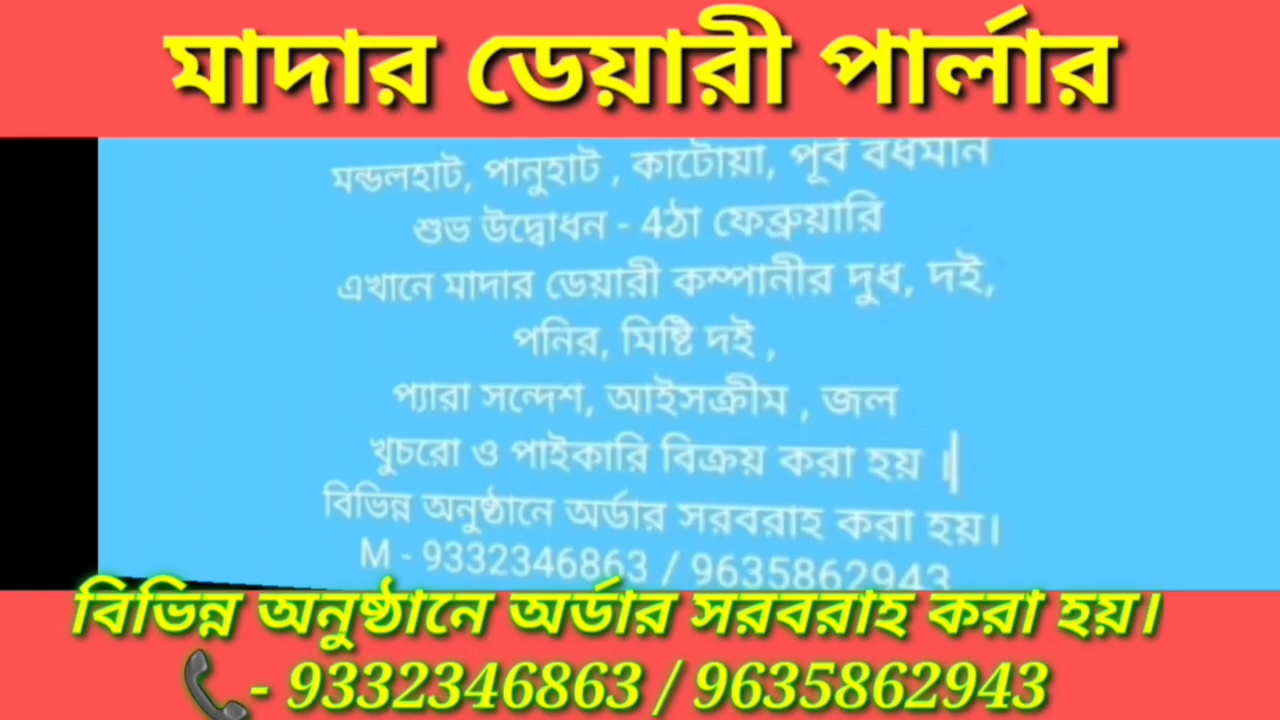 মাদার ডেয়ারী পার্লার
মন্ডলহাট, পানুহাট , কাটোয়া, পূর্ব বর্ধমান
শুভ উদ্বোধন - 4ঠা ফেব্রুয়ারি
এখানে মাদার ডেয়ারী কম্পানীর দুধ, দই,
পনির, মিষ্টি দই ,
প্যারা সন্দেশ, আইসক্রীম , জল
খুচরো ও পাইকারি বিক্রয় করা হয় ।
বিভিন্ন অনুষ্ঠানে অর্ডার সরবরাহ করা হয়।
M - 9332346863 / 9635862943
বিভিন্ন অনুষ্ঠানে অর্ডার সরবরাহ করা হয়।
- 9332346863 / 9635862943